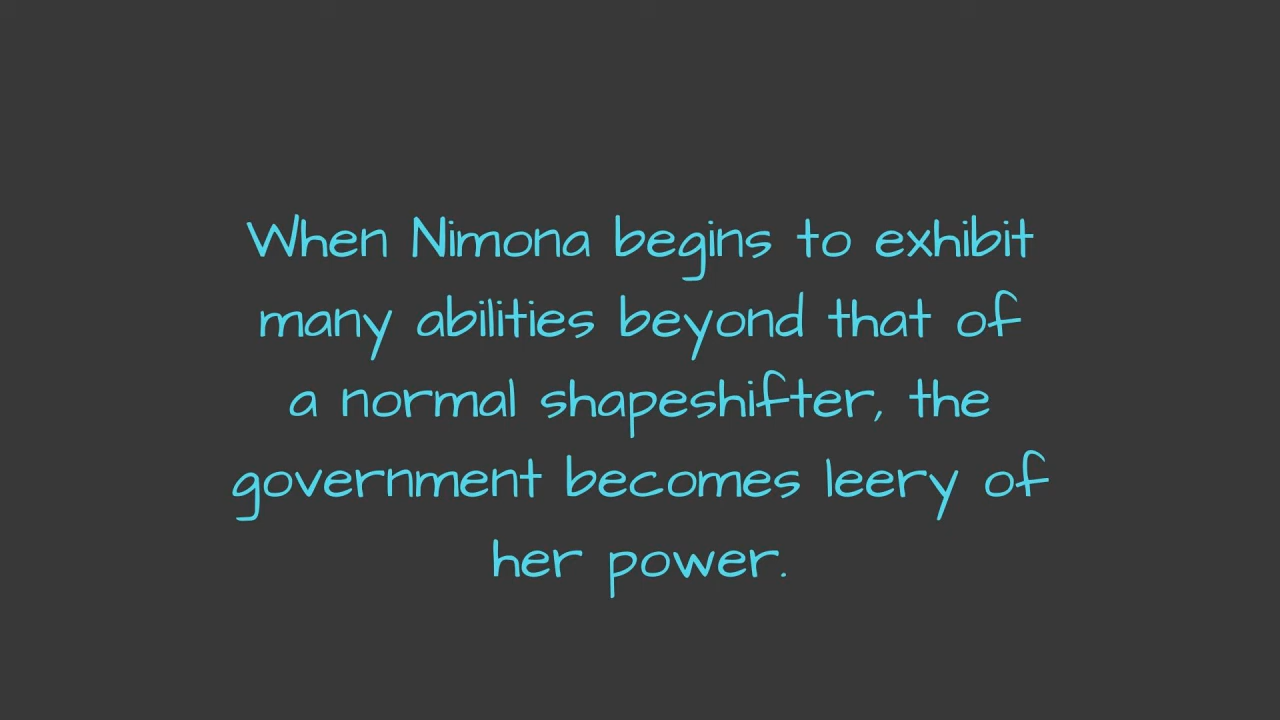 When Nimona begins to exhibit
many abilities beyond that of
a normal shapeshifter, the
government becomes leery of
her power.